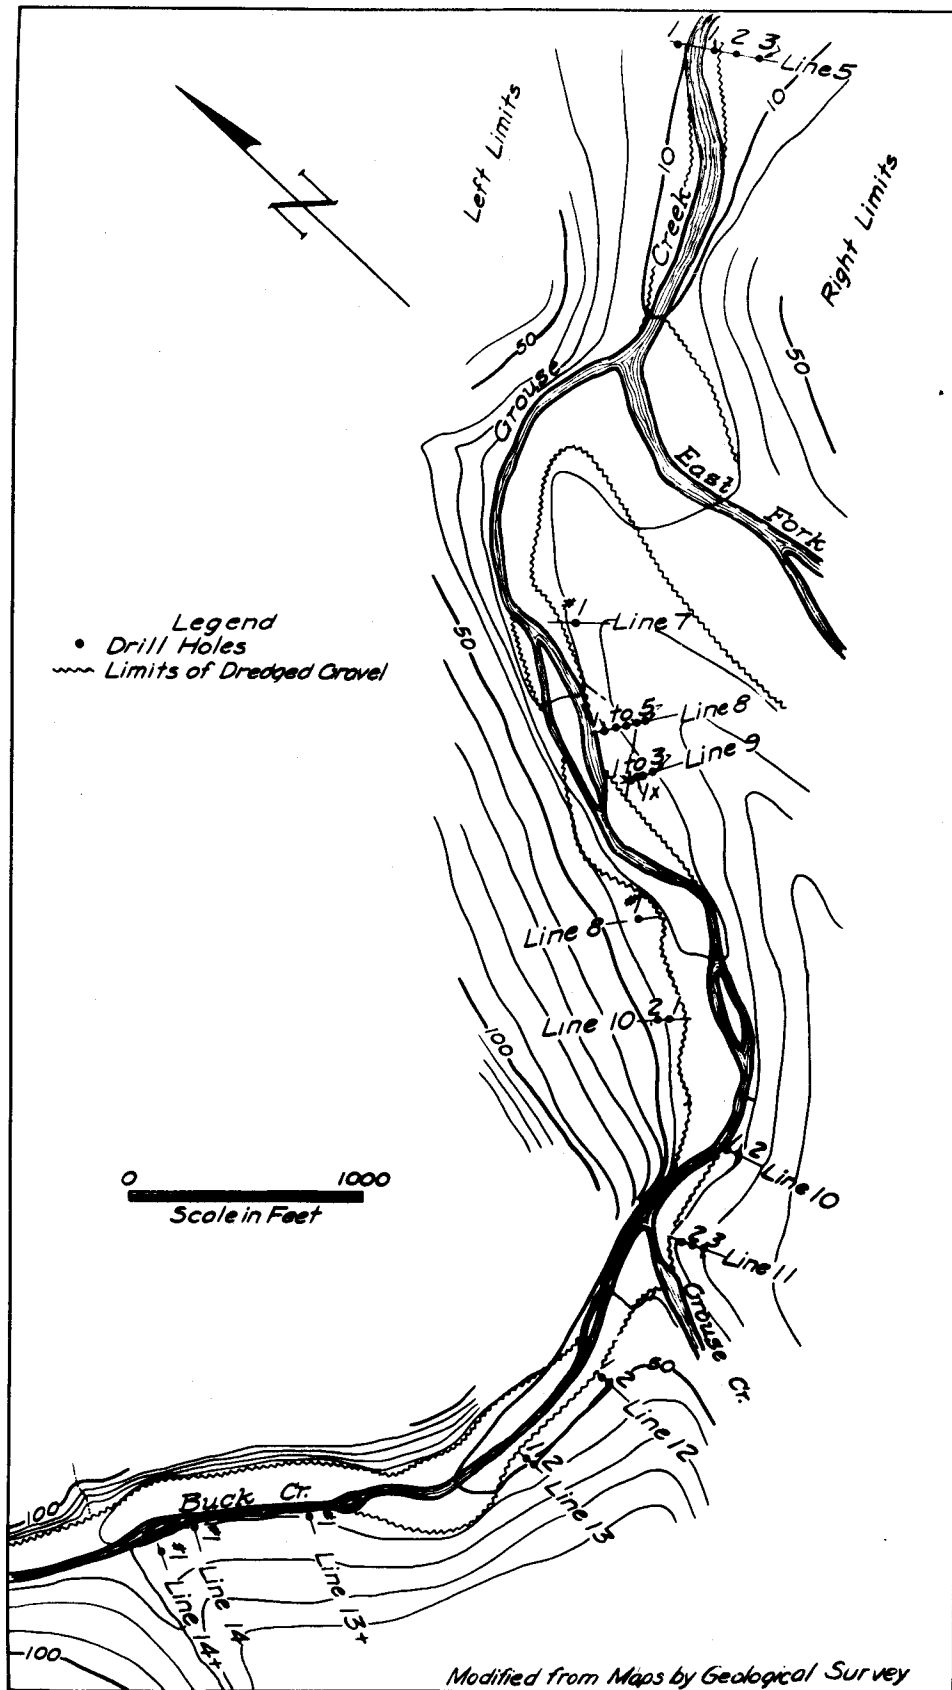 1 1 2 3
Line 5
Left Limits
10
10
Creek
Right Limits
50
50
Grouse
East
Fork
Legend
Drill Holes
Limits of Dredged Gravel
50
#1
Line 7
1 to 5
Line 8
1 to 3
Line 9
1x
#1
Line 8
2 1
Line 10
100
0 1000
Scale in Feet
1 2
Line 10
2 3
Line 11
Grouse Cr.
50
1 2
Line 12
1 2
Line 13
100
Buck Cr.
#1
#1
#1
Line 13+
Line 14
Line 14+
100
Modified from Maps by Geological Survey